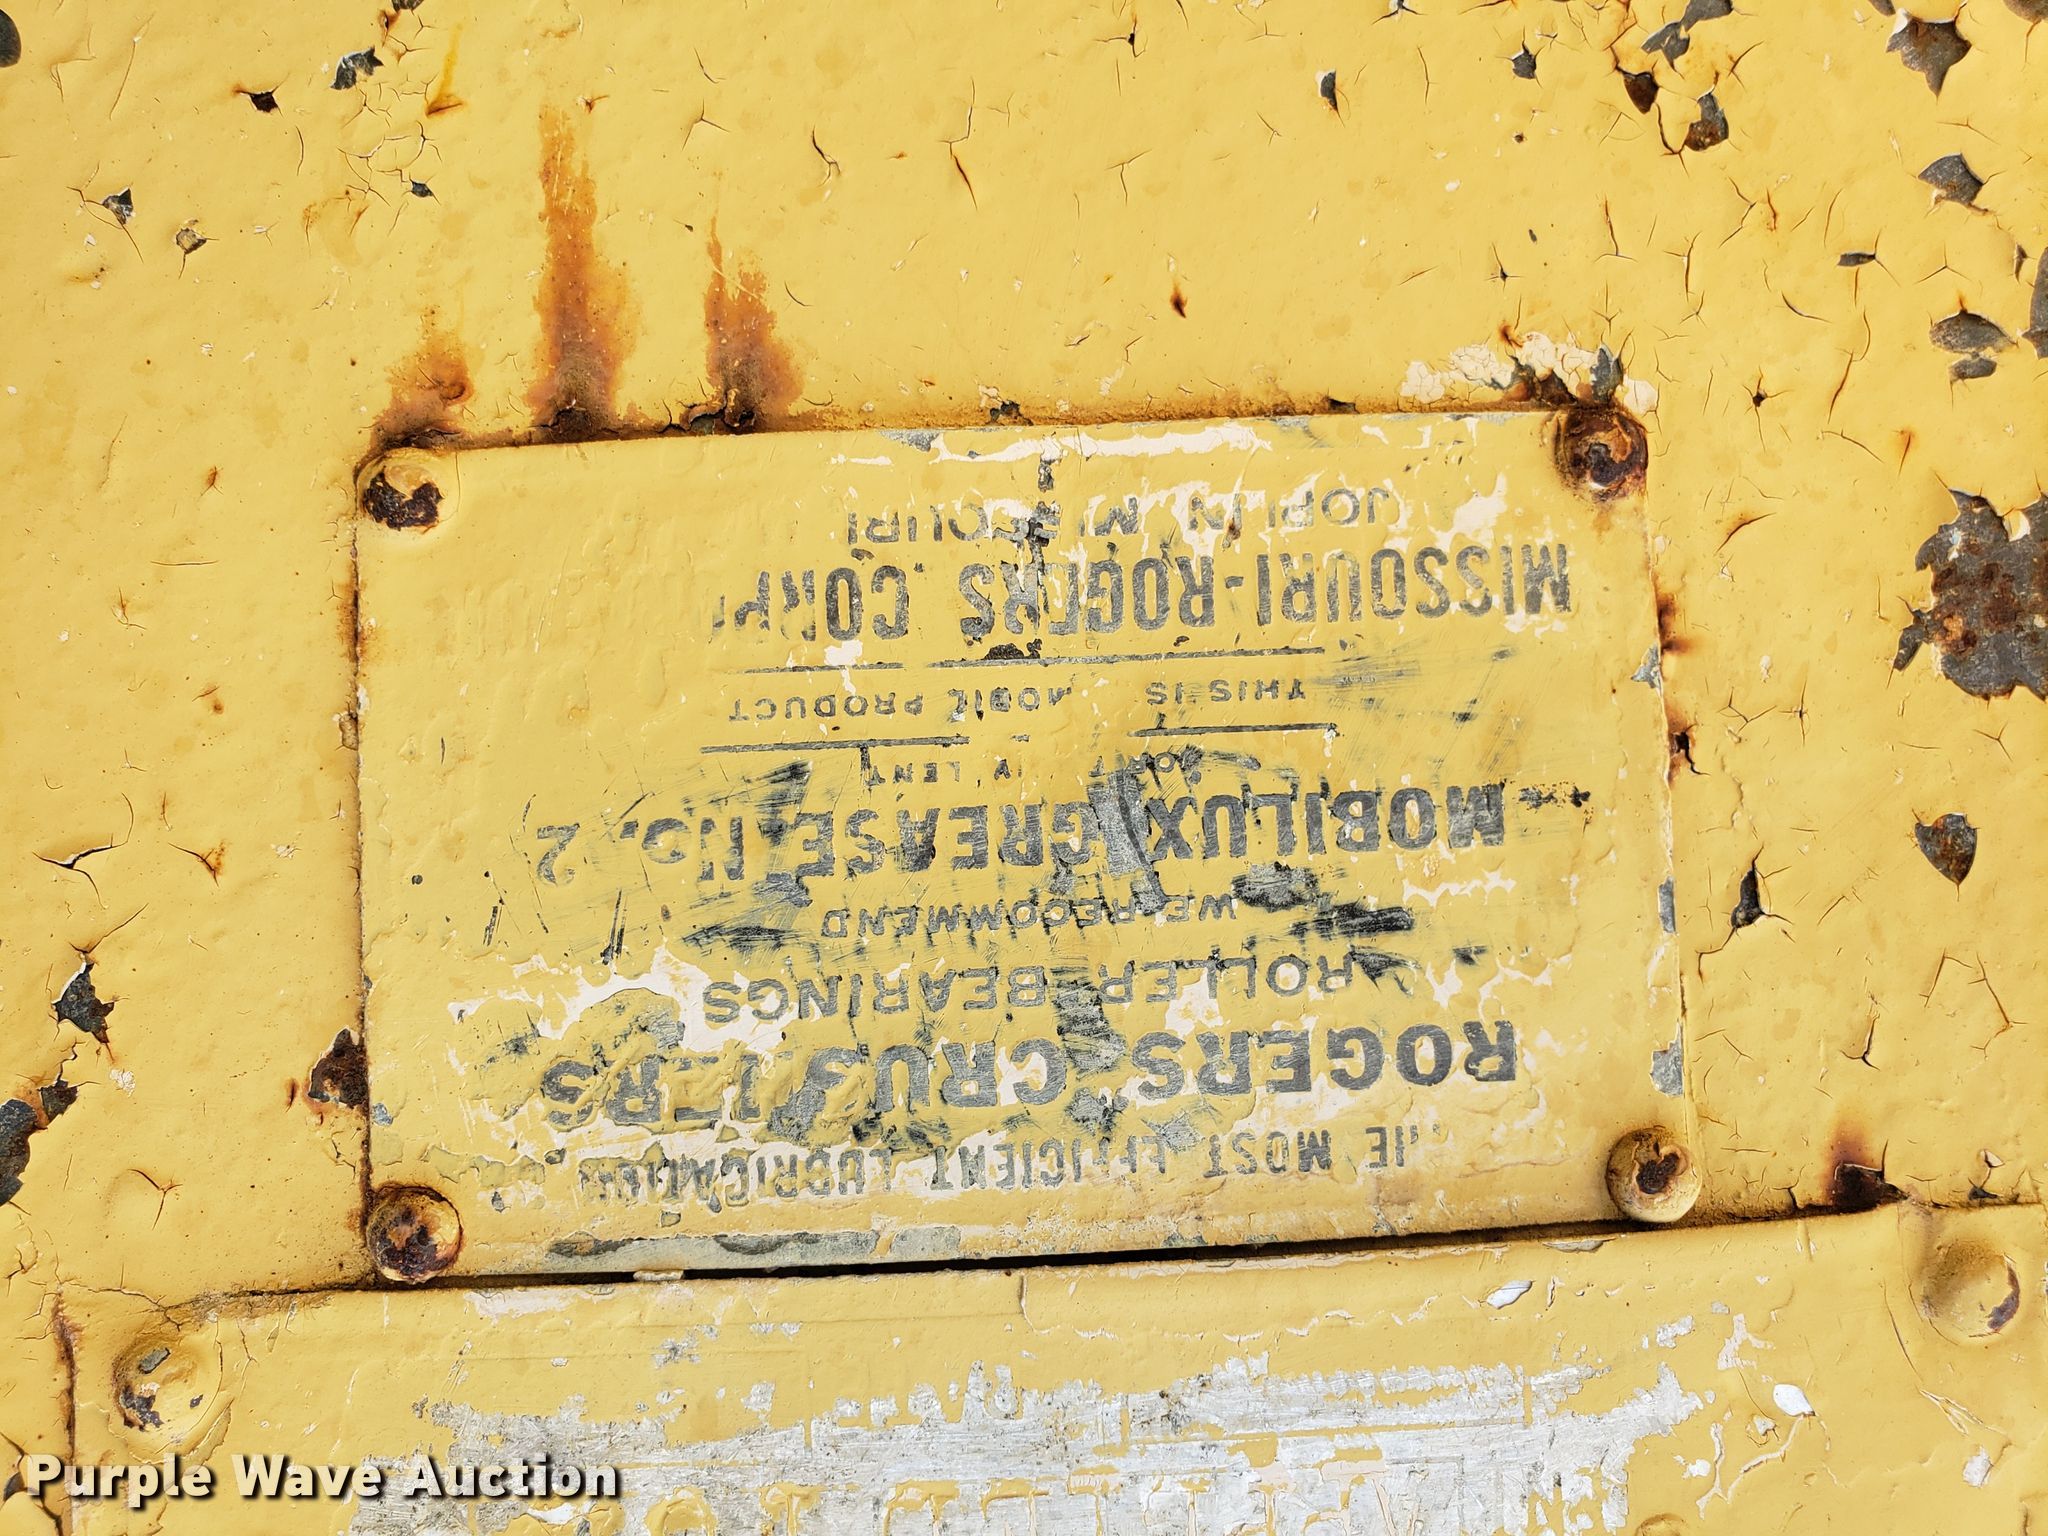 THE MOST EFFICIENT LUBRICATION
ROGERS CRUSHERS
ROLLER BEARINGS
WE RECOMMEND
MOBILUX GREASE NO. 2
THIS IS MOBIL PRODUCT
MISSOURI-ROGERS CORP
JOPLIN MISSOURI
Purple Wave Auction